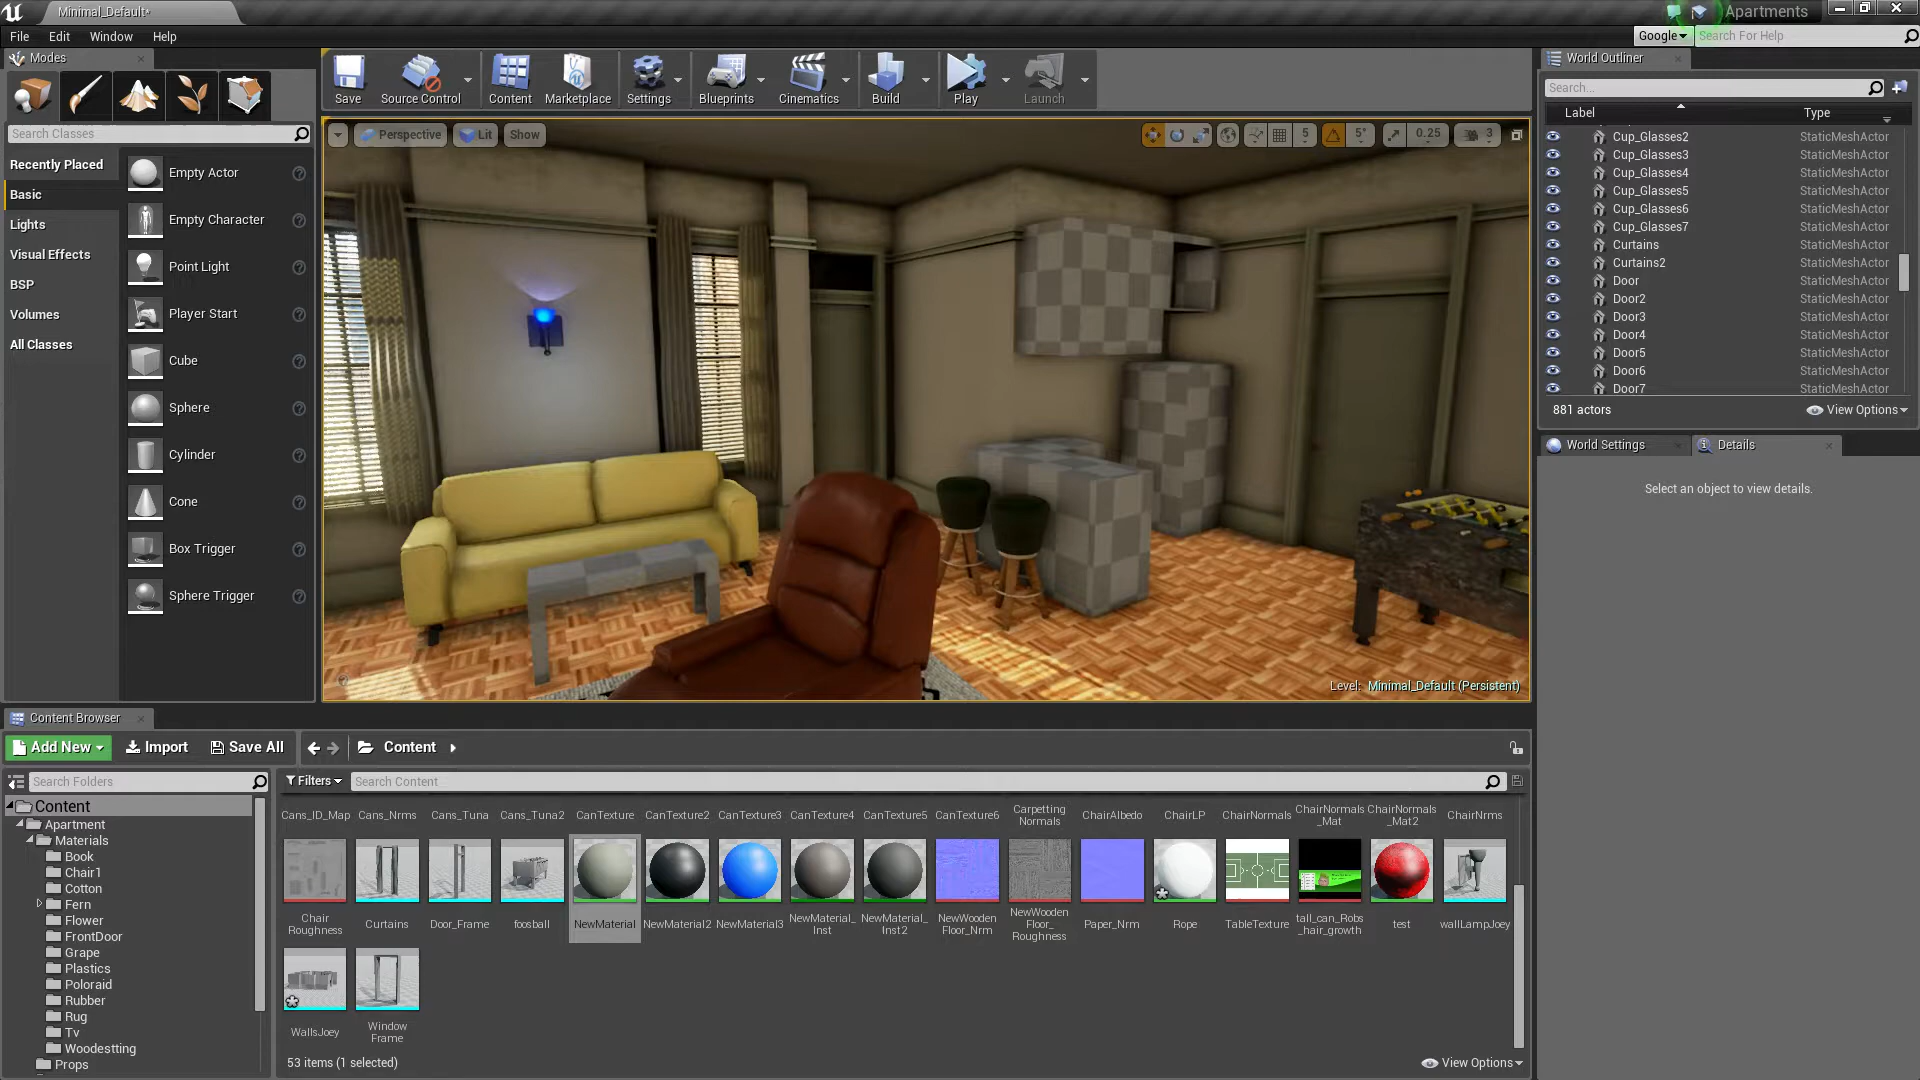 Minimal_Default*
Apartments
File Edit Window Help
Google
Search For Help
Modes
Search Classes
Recently Placed
Basic
Lights
Visual Effects
BSP
Volumes
All Classes
Empty Actor
Empty Character
Point Light
Player Start
Cube
Sphere
Cylinder
Cone
Box Trigger
Sphere Trigger
Save
Source Control
Content
Marketplace
Settings
Blueprints
Cinematics
Build
Play
Launch
Perspective
Lit
Show
5
5°
0.25
3
Level: Minimal_Default (Persistent)
World Outliner
Search...
Label Type
Cup_Glasses2 StaticMeshActor
Cup_Glasses3 StaticMeshActor
Cup_Glasses4 StaticMeshActor
Cup_Glasses5 StaticMeshActor
Cup_Glasses6 StaticMeshActor
Cup_Glasses7 StaticMeshActor
Curtains StaticMeshActor
Curtains2 StaticMeshActor
Door StaticMeshActor
Door2 StaticMeshActor
Door3 StaticMeshActor
Door4 StaticMeshActor
Door5 StaticMeshActor
Door6 StaticMeshActor
Door7 StaticMeshActor
881 actors
View Options
World Settings
Details
Select an object to view details.
Content Browser
Add New
Import
Save All
Content
Search Folders
Content
Apartment
Materials
Book
Chair1
Cotton
Fern
Flower
FrontDoor
Grape
Plastics
Poloraid
Rubber
Rug
Tv
Woodestting
Props
Filters
Search Content
Cans_ID_Map
Cans_Nrms
Cans_Tuna
Cans_Tuna2
CanTexture
CanTexture2
CanTexture3
CanTexture4
CanTexture5
CanTexture6
Carpetting
Normals
ChairAlbedo
ChairLP
ChairNormals
ChairNormals
_Mat
ChairNormals
_Mat2
ChairNrms
Chair
Roughness
Curtains
Door_Frame
foosball
NewMaterial
NewMaterial2
NewMaterial3
NewMaterial_
Inst
NewMaterial_
Inst2
NewWooden
Floor_Nrm
NewWooden
Floor_
Roughness
Paper_Nrm
Rope
TableTexture
tall_can_Robs
_hair_growth
test
wallLampJoey
WallsJoey
Window
Frame
53 items (1 selected)
View Options